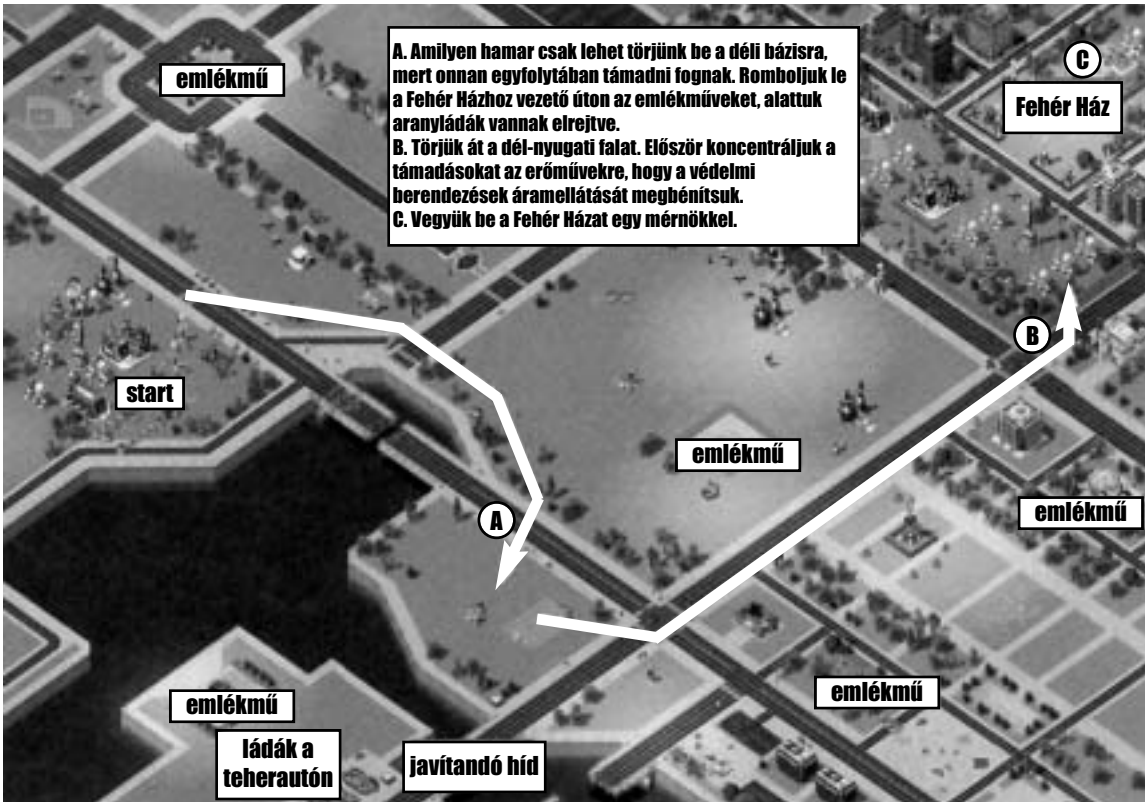 emlékmű
A. Amilyen hamar csak lehet törjünk be a déli bázisra,
mert onnan egyfolytában támadni fognak. Romboljuk le
a Fehér Házhoz vezető úton az emlékműveket, alattuk
aranyládák vannak elrejtve.
B. Törjük át a dél-nyugati falat. Először koncentráljuk a
támadásokat az erőművekre, hogy a védelmi
berendezések áramellátását megbénítsuk.
C. Vegyük be a Fehér Házat egy mérnökkel.
C
Fehér Ház
B
start
emlékmű
A
emlékmű
emlékmű
emlékmű
ládák a
teherautón
javítandó híd